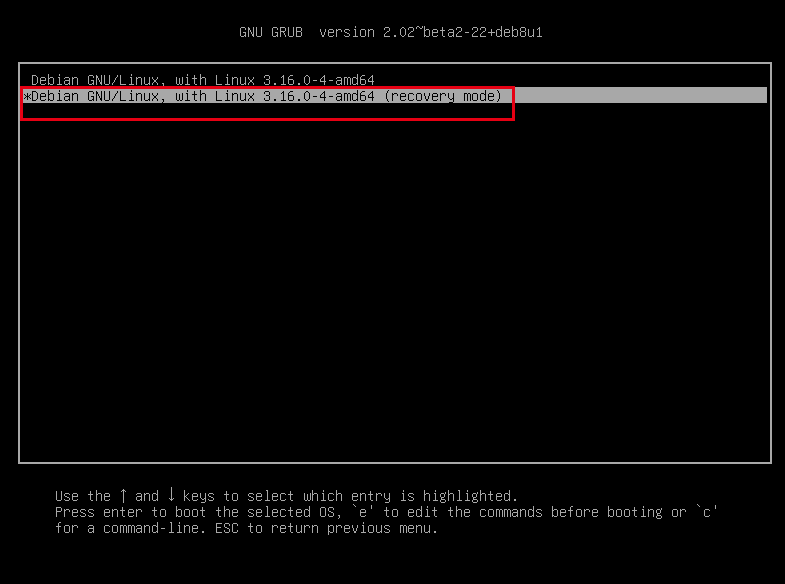 GNU GRUB  version 2.02~beta2-22+deb8u1
Debian GNU/Linux, with Linux 3.16.0-4-amd64
*Debian GNU/Linux, with Linux 3.16.0-4-amd64 (recovery mode)
Use the ↑ and ↓ keys to select which entry is highlighted.
Press enter to boot the selected OS, `e' to edit the commands before booting or `c'
for a command-line. ESC to return previous menu.